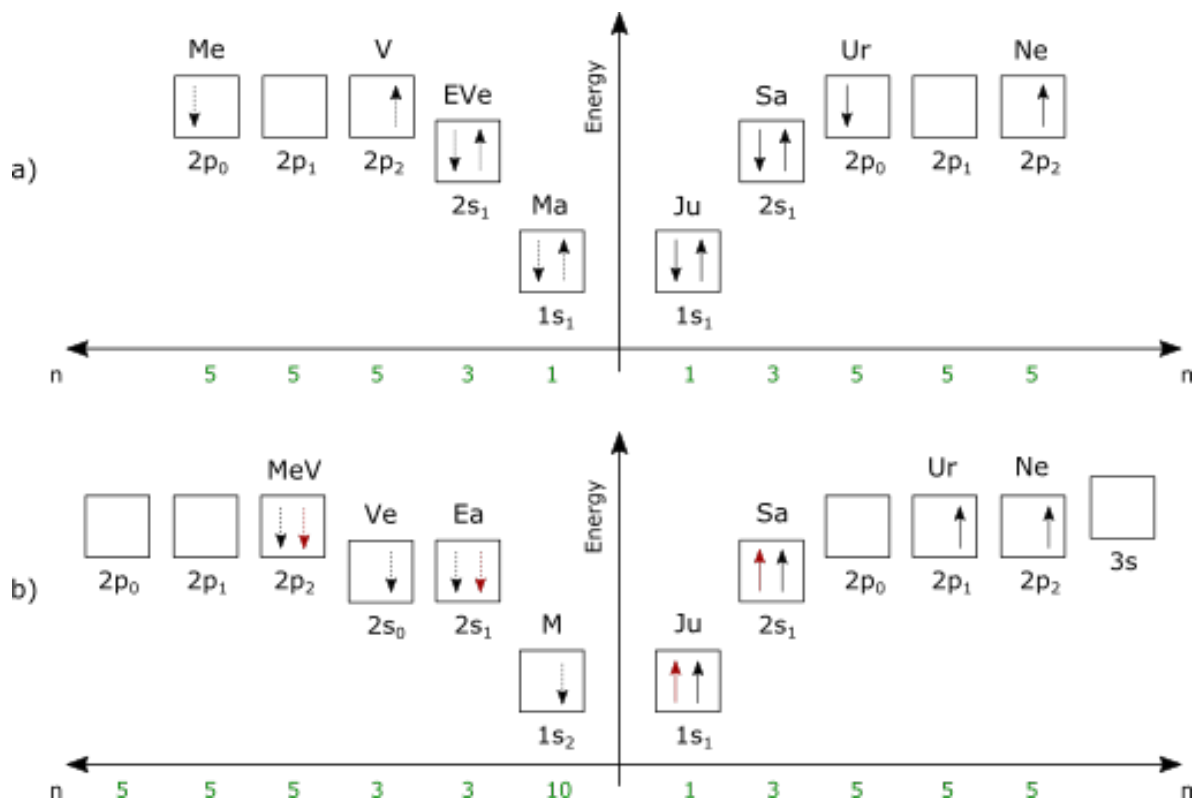 Me V Ur Ne
EVe Sa
Energy
2p₀ 2p₁ 2p₂ 2p₀ 2p₁ 2p₂
a)
2s₁ 2s₁
Ma Ju
1s₁ 1s₁
n 5 5 5 3 1 1 3 5 5 5 n
MeV Ur Ne
Ve Ea Sa
Energy
3s
2p₀ 2p₁ 2p₂ 2p₀ 2p₁ 2p₂
b)
2s₀ 2s₁ 2s₁
M Ju
1s₂ 1s₁
n 5 5 5 3 3 10 1 3 5 5 5 n